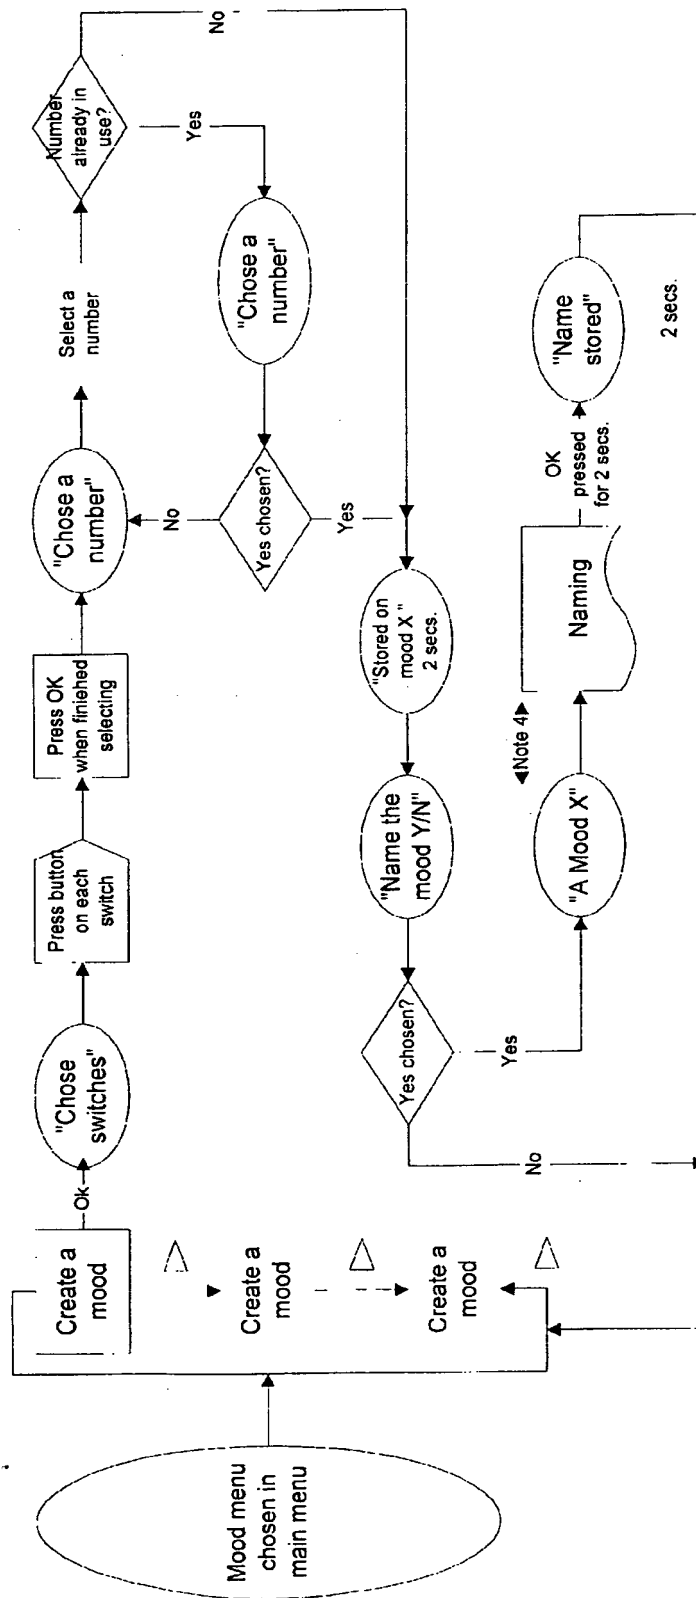 Mood menu
chosen in
main menu
Create a
mood
Create a
mood
Create a
mood
Ok
"Chose
switches"
Press button
on each
switch
Press OK
when finiehed
selecting
"Chose a
number"
Select a
number
Number
already in
use?
No
Yes
"Chose a
number"
Yes chosen?
No
Yes
"Stored on
mood X"
2 secs.
"Name the
mood Y/N"
Yes chosen?
No
Yes
"A Mood X"
Note 4
Naming
OK
pressed
for 2 secs.
"Name
stored"
2 secs.